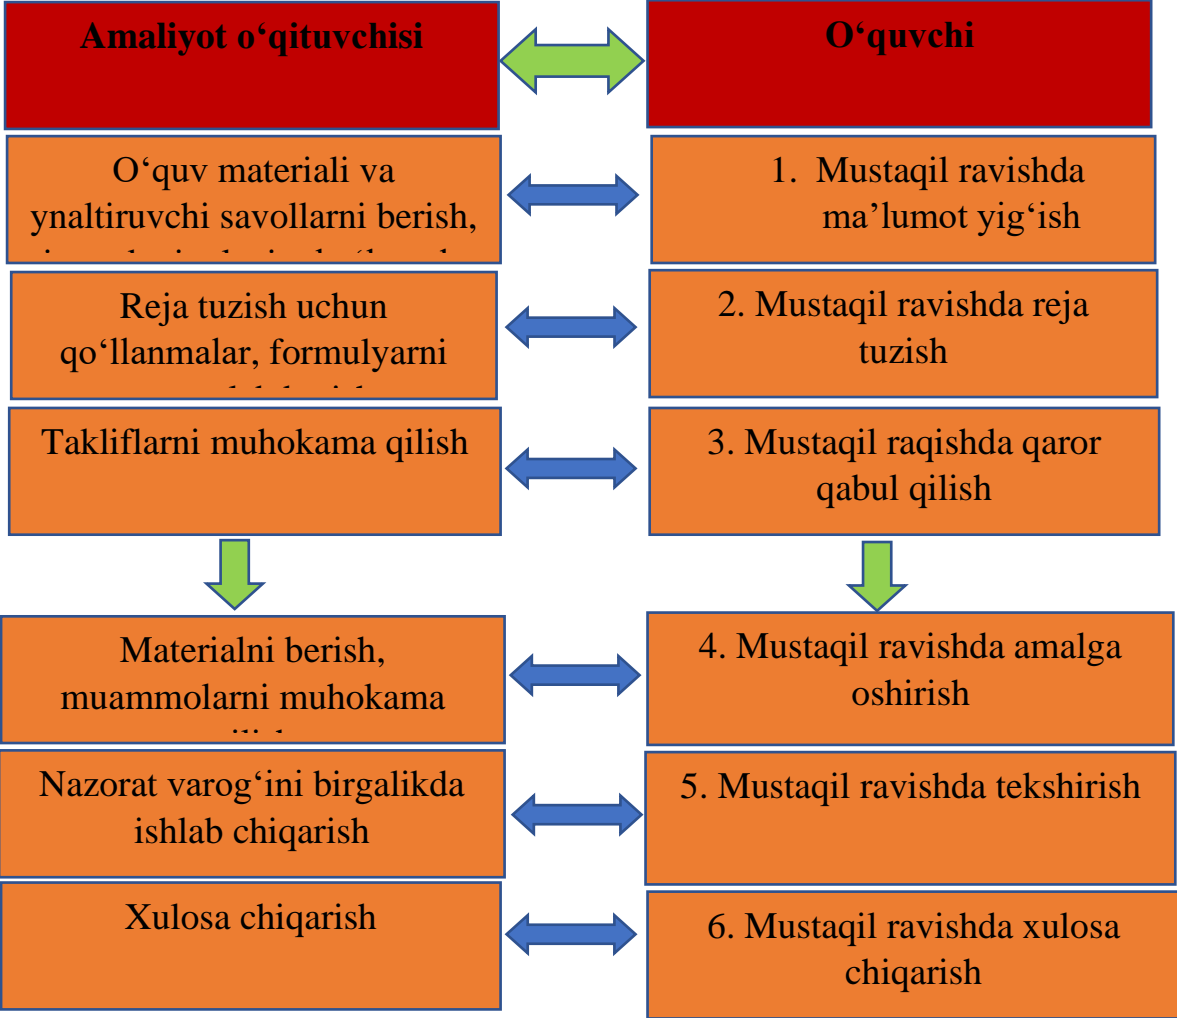 Amaliyot o‘qituvchisi
O‘quvchi
O‘quv materiali va
ynaltiruvchi savollarni berish,
1. Mustaqil ravishda
ma’lumot yig‘ish
Reja tuzish uchun
qo‘llanmalar, formulyarni
2. Mustaqil ravishda reja
tuzish
Takliflarni muhokama qilish
3. Mustaqil raqishda qaror
qabul qilish
Materialni berish,
muammolarni muhokama
4. Mustaqil ravishda amalga
oshirish
Nazorat varog‘ini birgalikda
ishlab chiqarish
5. Mustaqil ravishda tekshirish
Xulosa chiqarish
6. Mustaqil ravishda xulosa
chiqarish